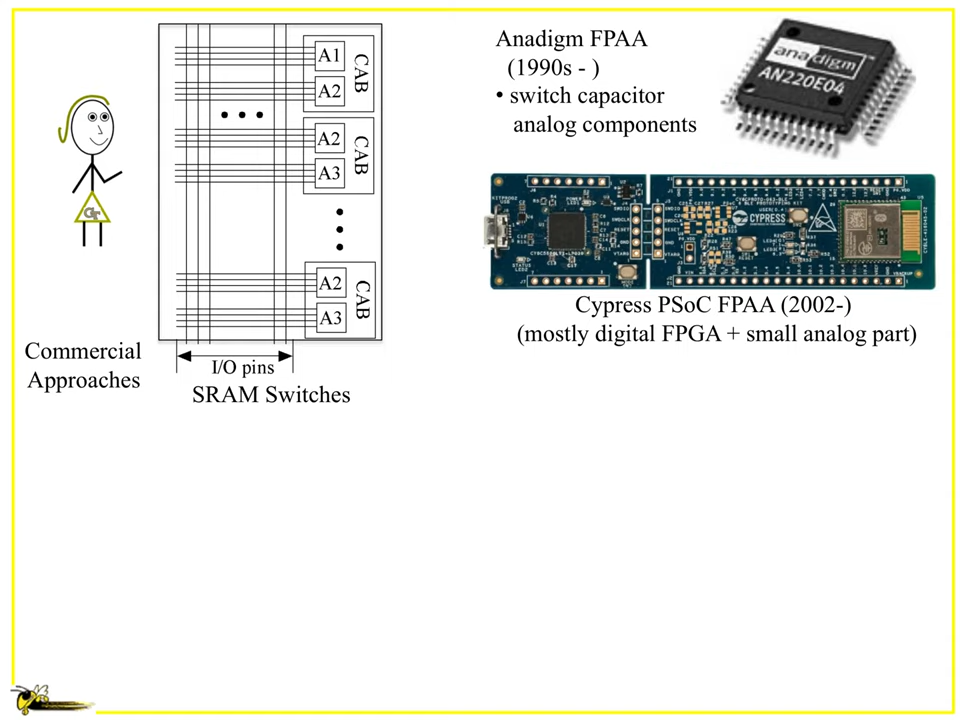 A1
A2
CAB
A2
A3
CAB
A2
A3
CAB
I/O pins
SRAM Switches
Commercial
Approaches
GT
Anadigm FPAA
(1990s - )
• switch capacitor
analog components
anadigm
AN220E04
CYPRESS
Cypress PSoC FPAA (2002-)
(mostly digital FPGA + small analog part)